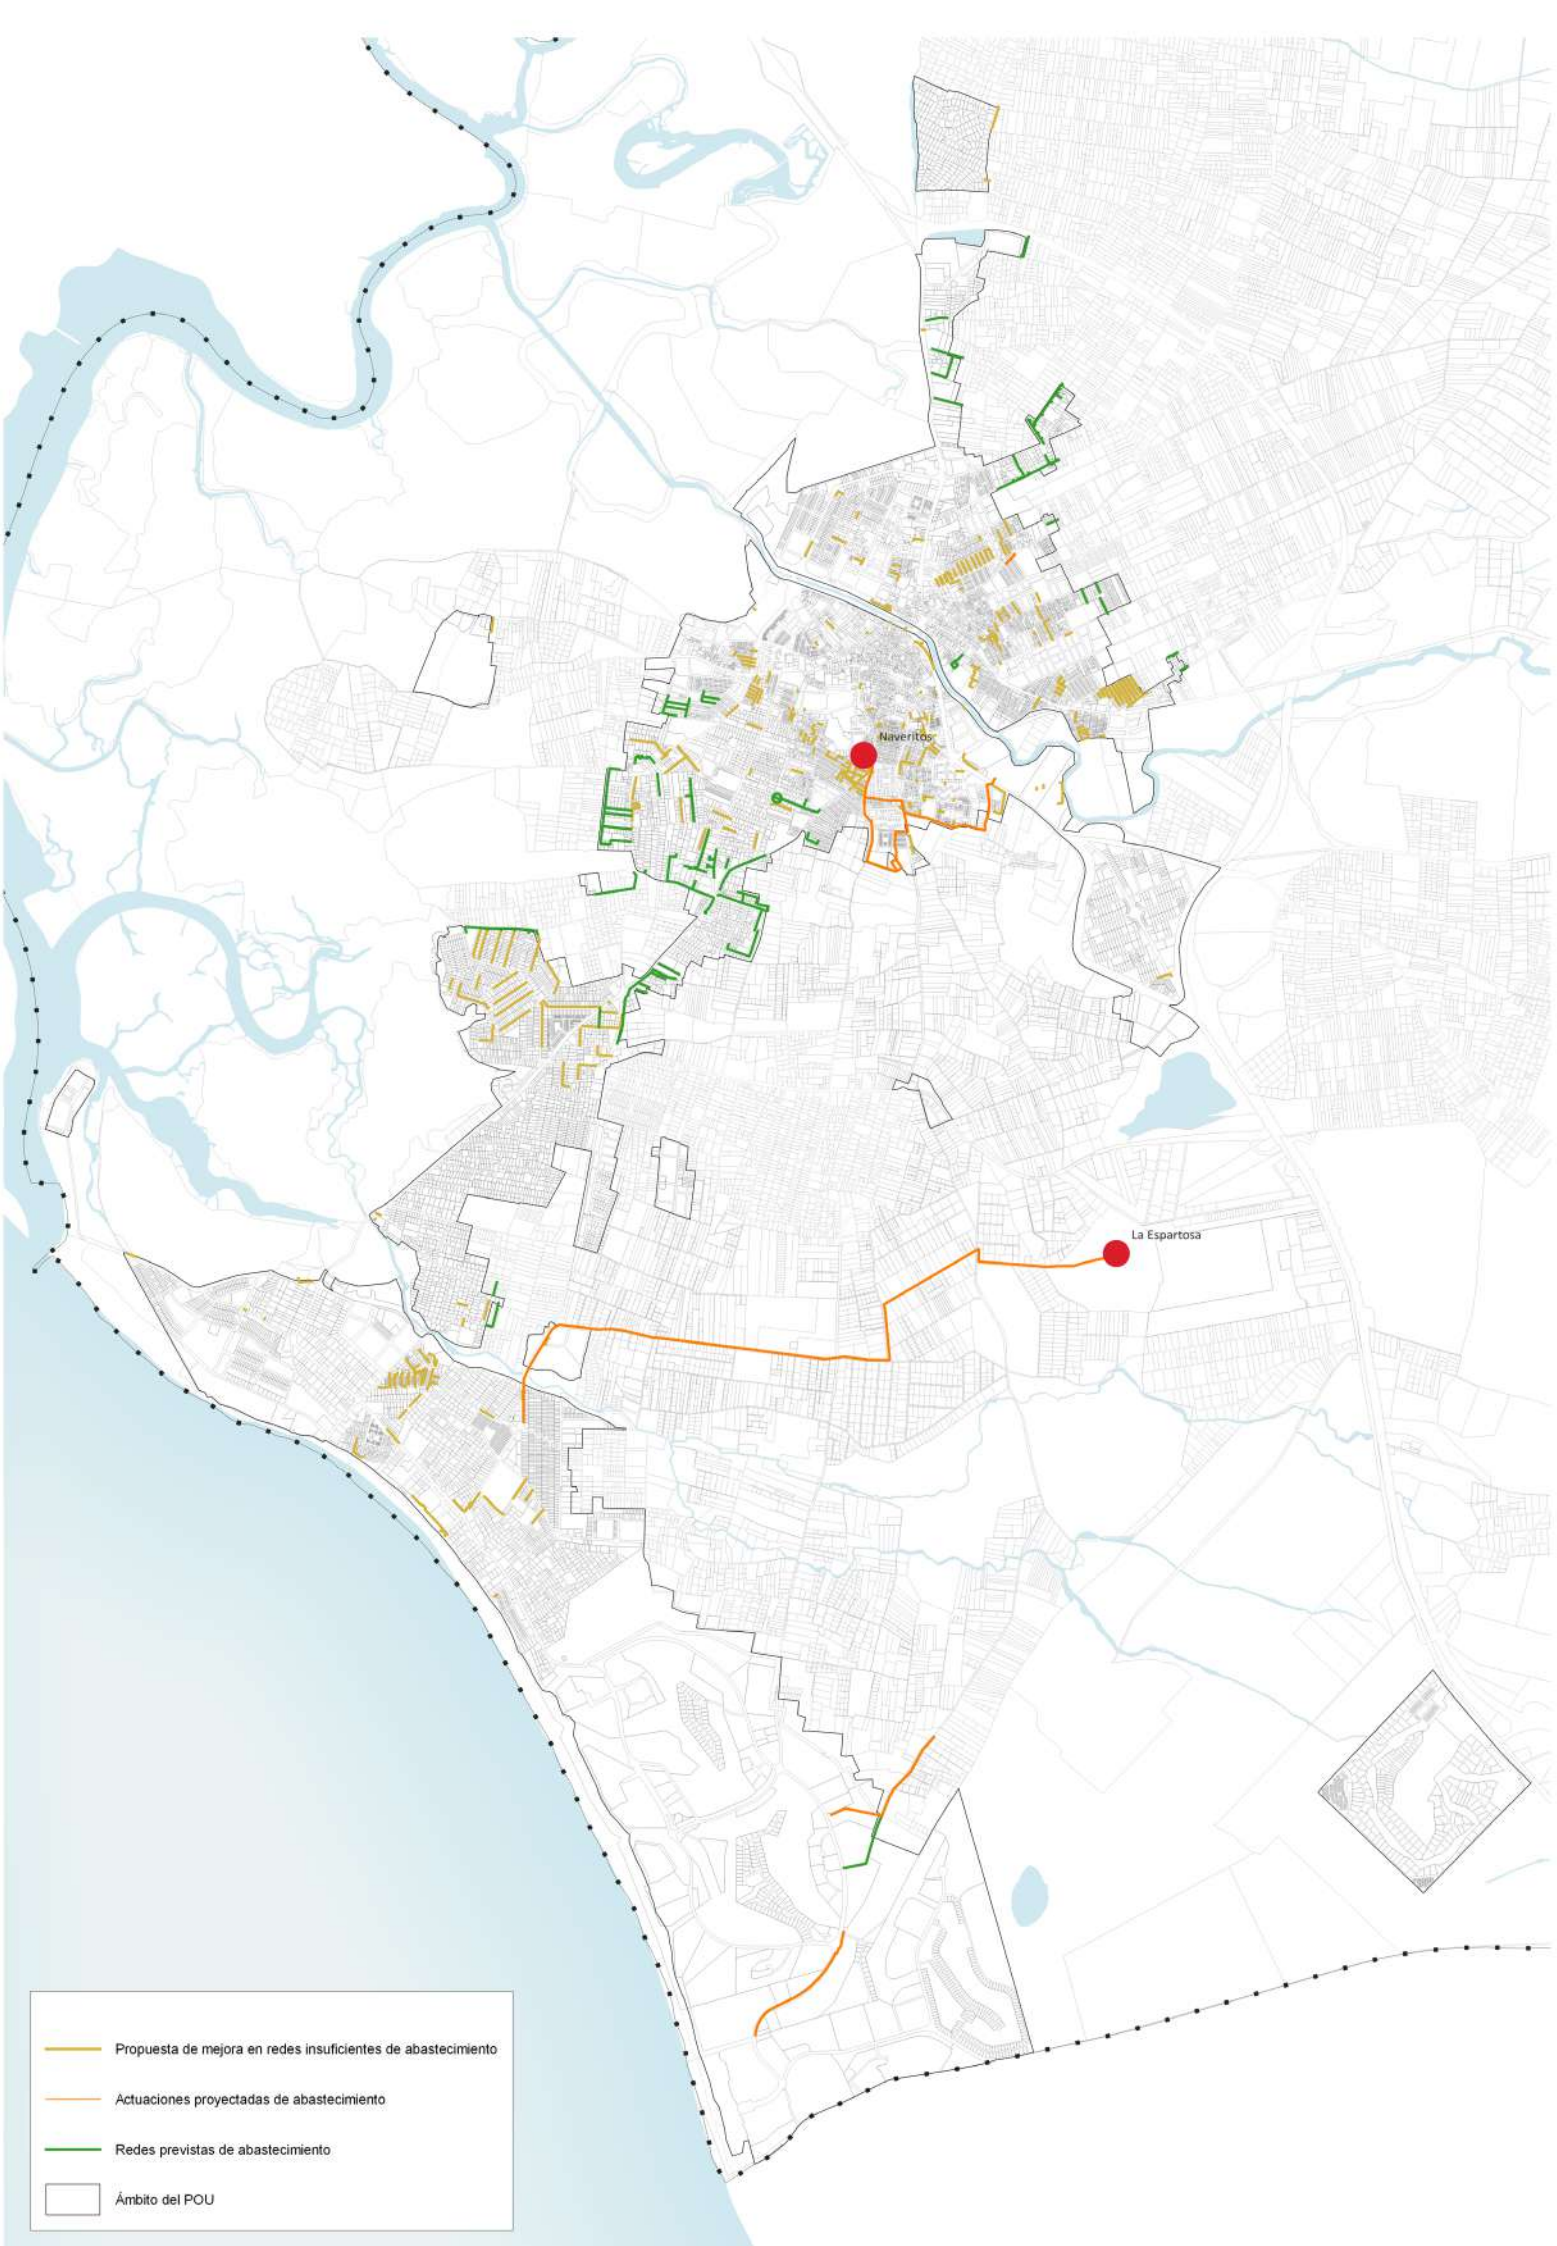 Naveritos
La Espartosa
Propuesta de mejora en redes insuficientes de abastecimiento
Actuaciones proyectadas de abastecimiento
Redes previstas de abastecimiento
Ámbito del POU